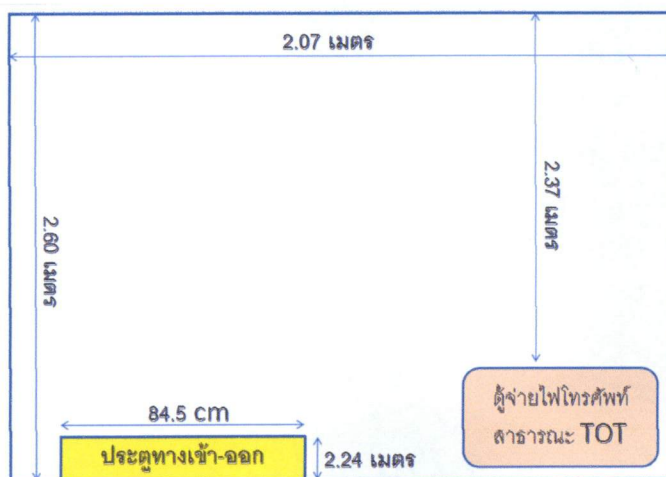 2.07 เมตร
2.60 เมตร
2.37 เมตร
84.5 cm
ประตูทางเข้า-ออก
2.24 เมตร
ตู้จ่ายไฟโทรศัพท์
สาธารณะ TOT